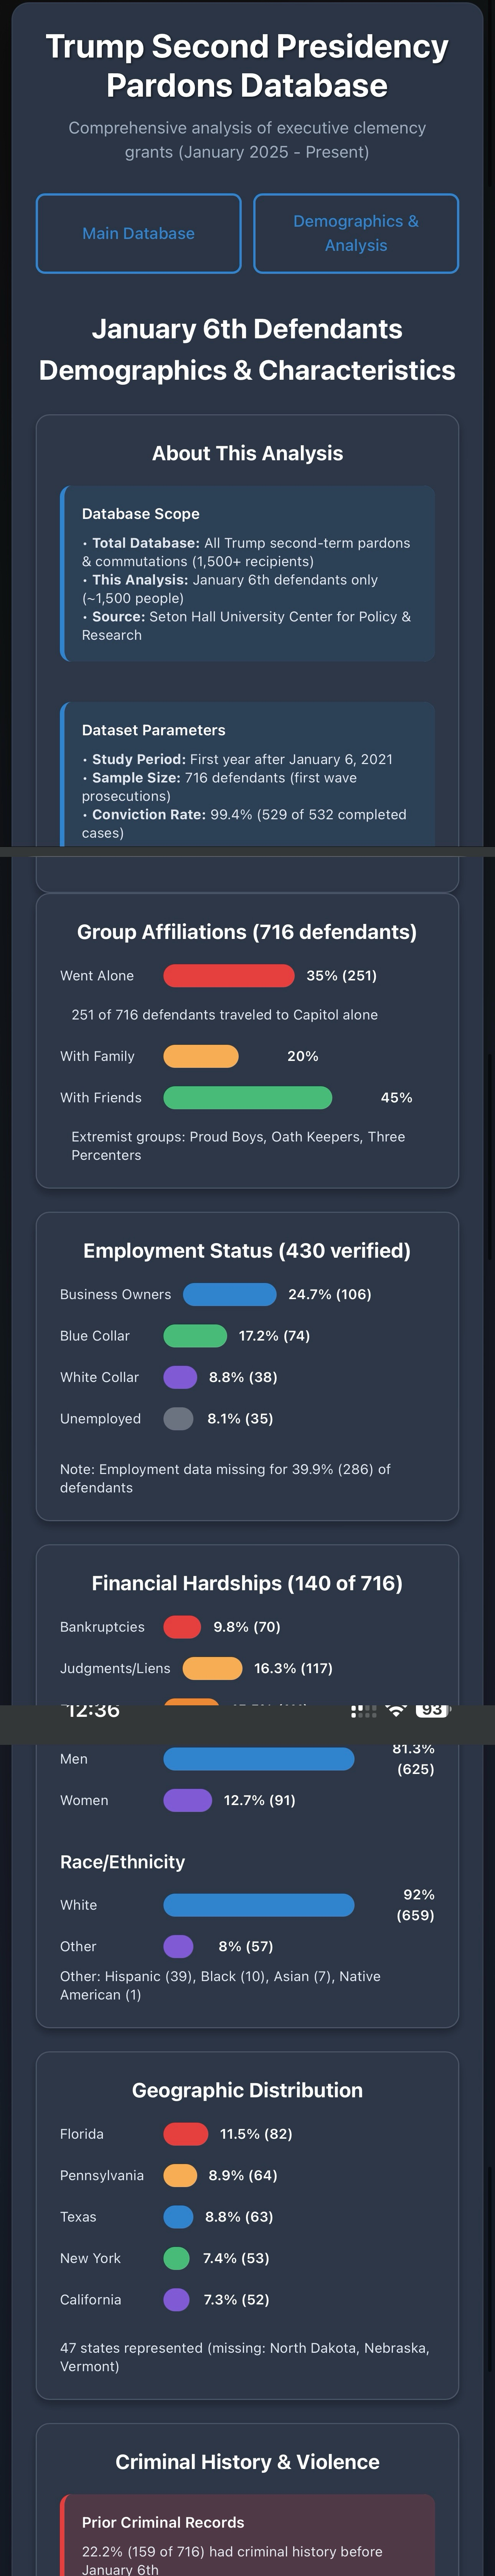 Trump Second Presidency
Pardons Database
Comprehensive analysis of executive clemency
grants (January 2025 - Present)
Main Database
Demographics &
Analysis
January 6th Defendants
Demographics & Characteristics
About This Analysis
Database Scope
• Total Database: All Trump second-term pardons
& commutations (1,500+ recipients)
• This Analysis: January 6th defendants only
(~1,500 people)
• Source: Seton Hall University Center for Policy &
Research
Dataset Parameters
• Study Period: First year after January 6, 2021
• Sample Size: 716 defendants (first wave
prosecutions)
• Conviction Rate: 99.4% (529 of 532 completed
cases)
Group Affiliations (716 defendants)
Went Alone 35% (251)
251 of 716 defendants traveled to Capitol alone
With Family 20%
With Friends 45%
Extremist groups: Proud Boys, Oath Keepers, Three
Percenters
Employment Status (430 verified)
Business Owners 24.7% (106)
Blue Collar 17.2% (74)
White Collar 8.8% (38)
Unemployed 8.1% (35)
Note: Employment data missing for 39.9% (286) of
defendants
Financial Hardships (140 of 716)
Bankruptcies 9.8% (70)
Judgments/Liens 16.3% (117)
12:36 93
Men 81.3%
(625)
Women 12.7% (91)
Race/Ethnicity
White 92%
(659)
Other 8% (57)
Other: Hispanic (39), Black (10), Asian (7), Native
American (1)
Geographic Distribution
Florida 11.5% (82)
Pennsylvania 8.9% (64)
Texas 8.8% (63)
New York 7.4% (53)
California 7.3% (52)
47 states represented (missing: North Dakota, Nebraska,
Vermont)
Criminal History & Violence
Prior Criminal Records
22.2% (159 of 716) had criminal history before
January 6th